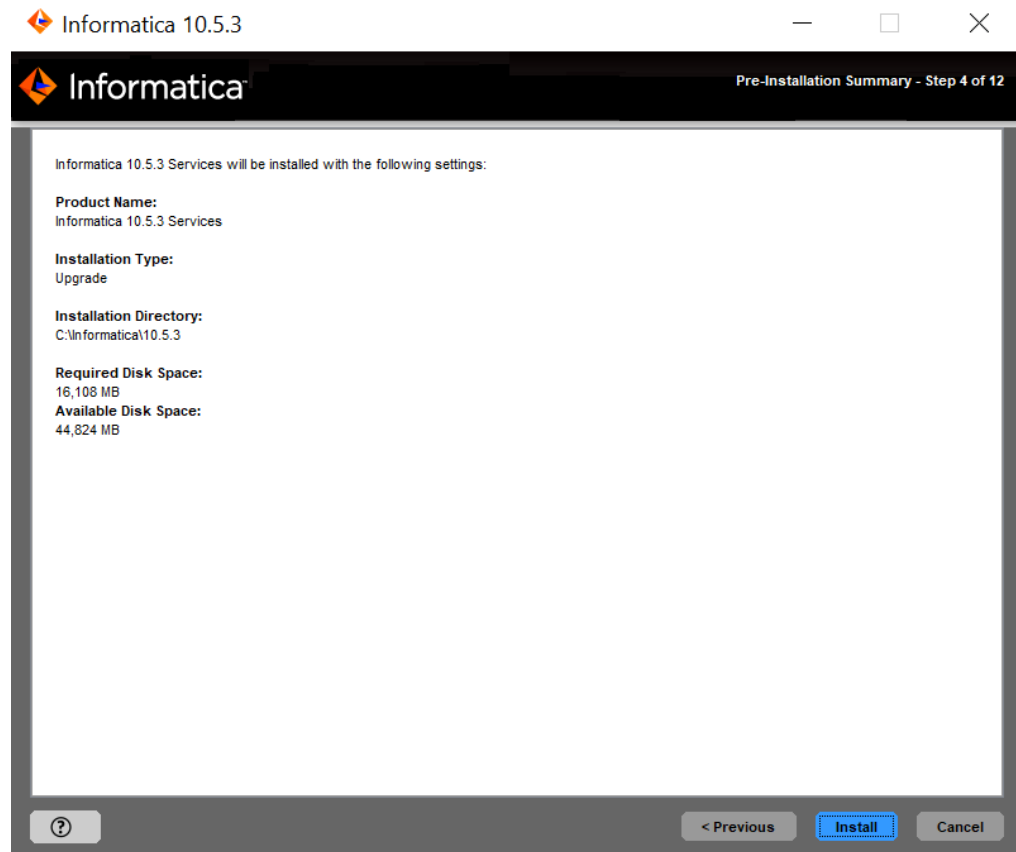 Informatica 10.5.3
Informatica
Pre-Installation Summary - Step 4 of 12
Informatica 10.5.3 Services will be installed with the following settings:
Product Name:
Informatica 10.5.3 Services
Installation Type:
Upgrade
Installation Directory:
C:\Informatica\10.5.3
Required Disk Space:
16,108 MB
Available Disk Space:
44,824 MB
?
< Previous
Install
Cancel